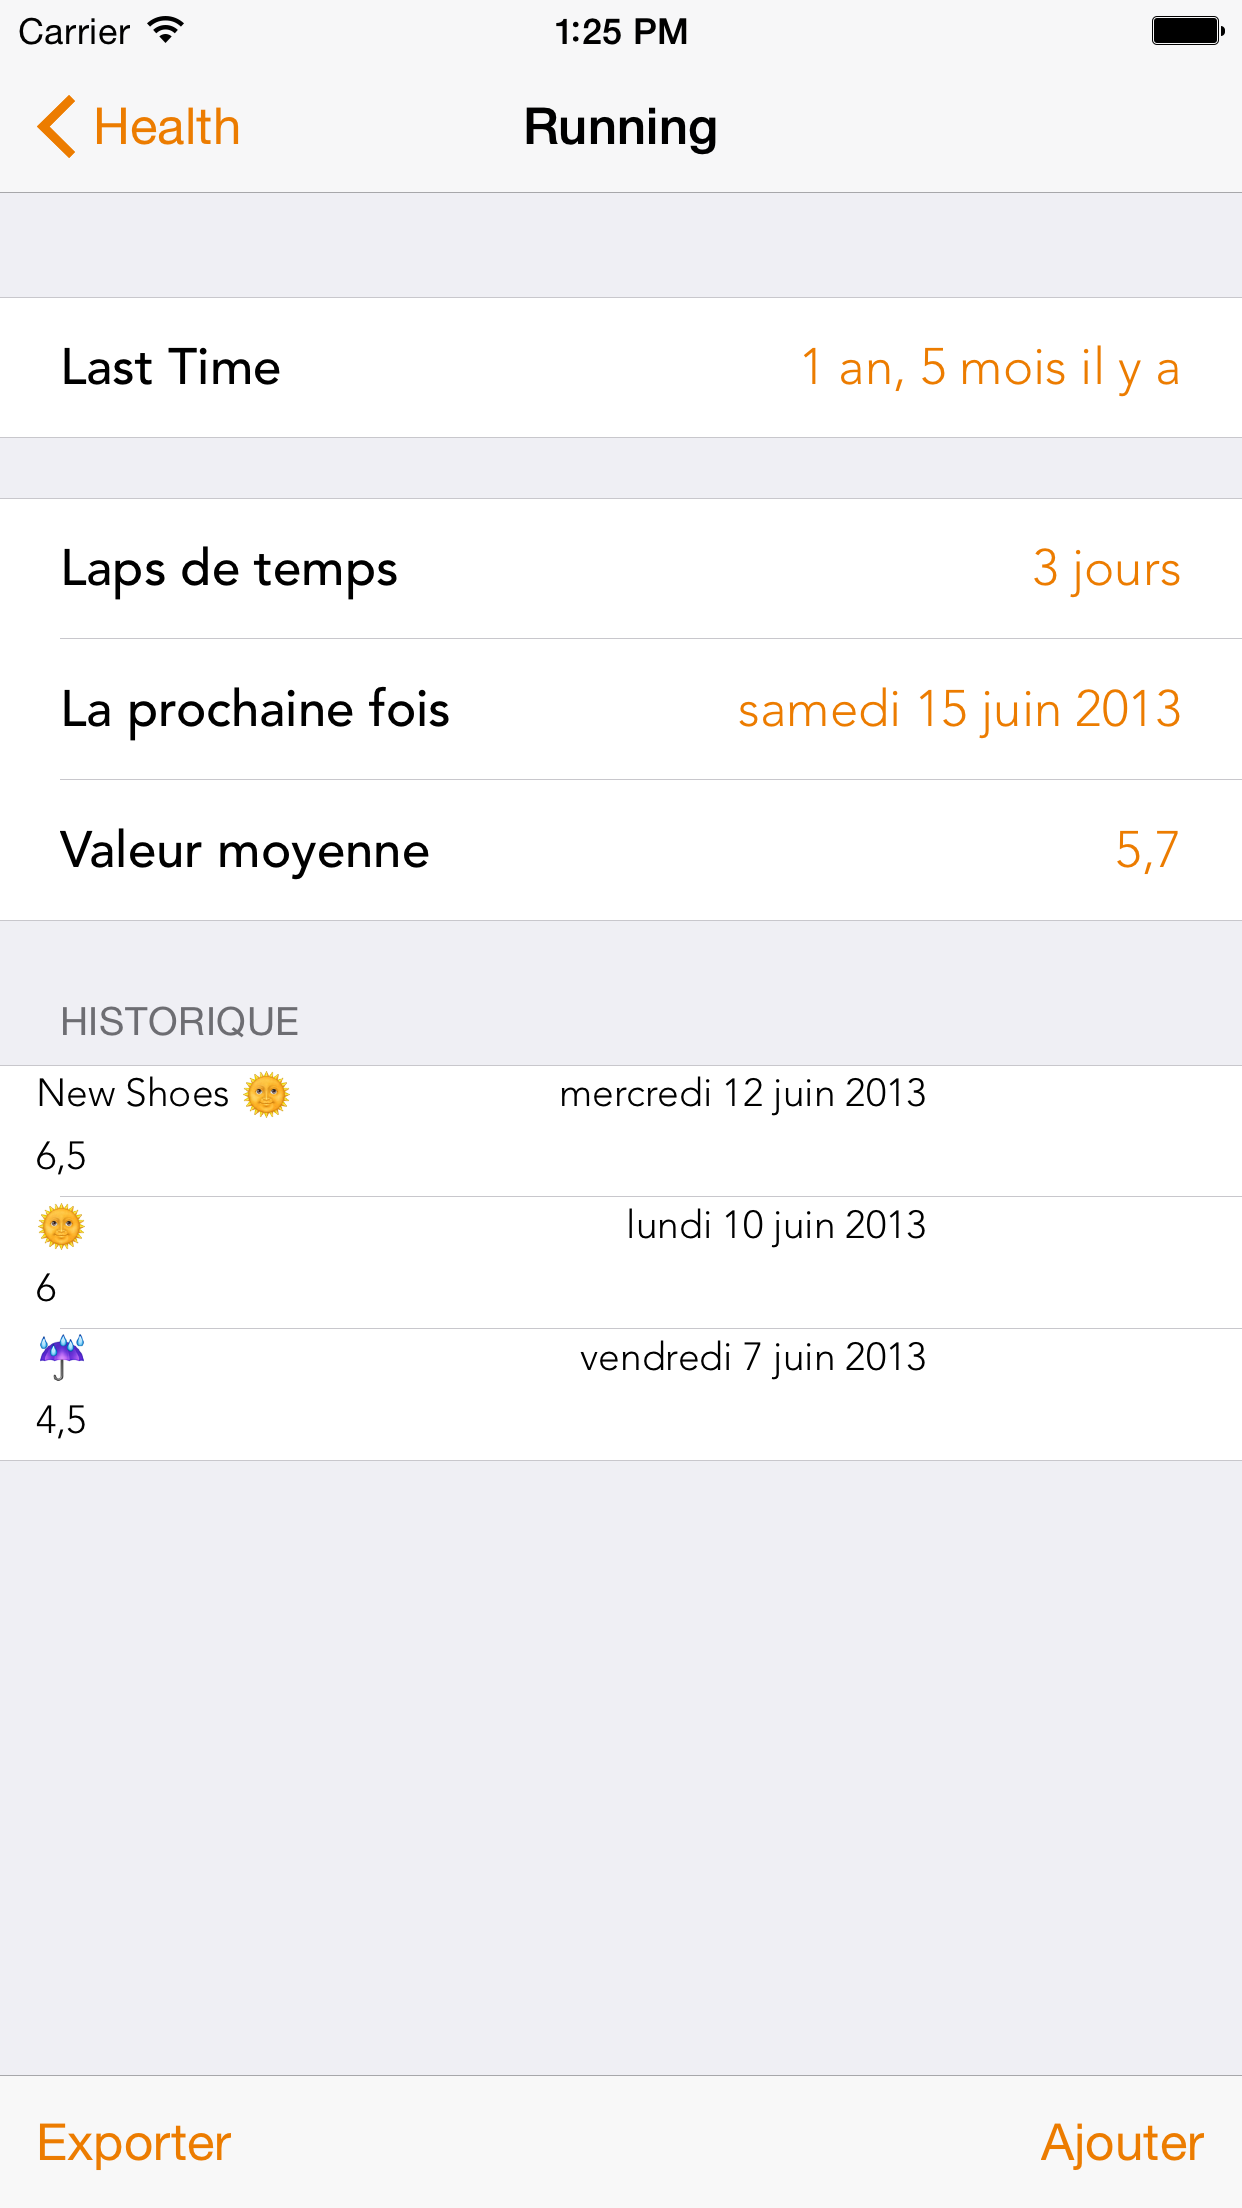 Carrier 1:25 PM
Health Running
Last Time 1 an, 5 mois il y a
Laps de temps 3 jours
La prochaine fois samedi 15 juin 2013
Valeur moyenne 5,7
HISTORIQUE
New Shoes 🌞 mercredi 12 juin 2013
6,5
🌞 lundi 10 juin 2013
6
☔ vendredi 7 juin 2013
4,5
Exporter Ajouter